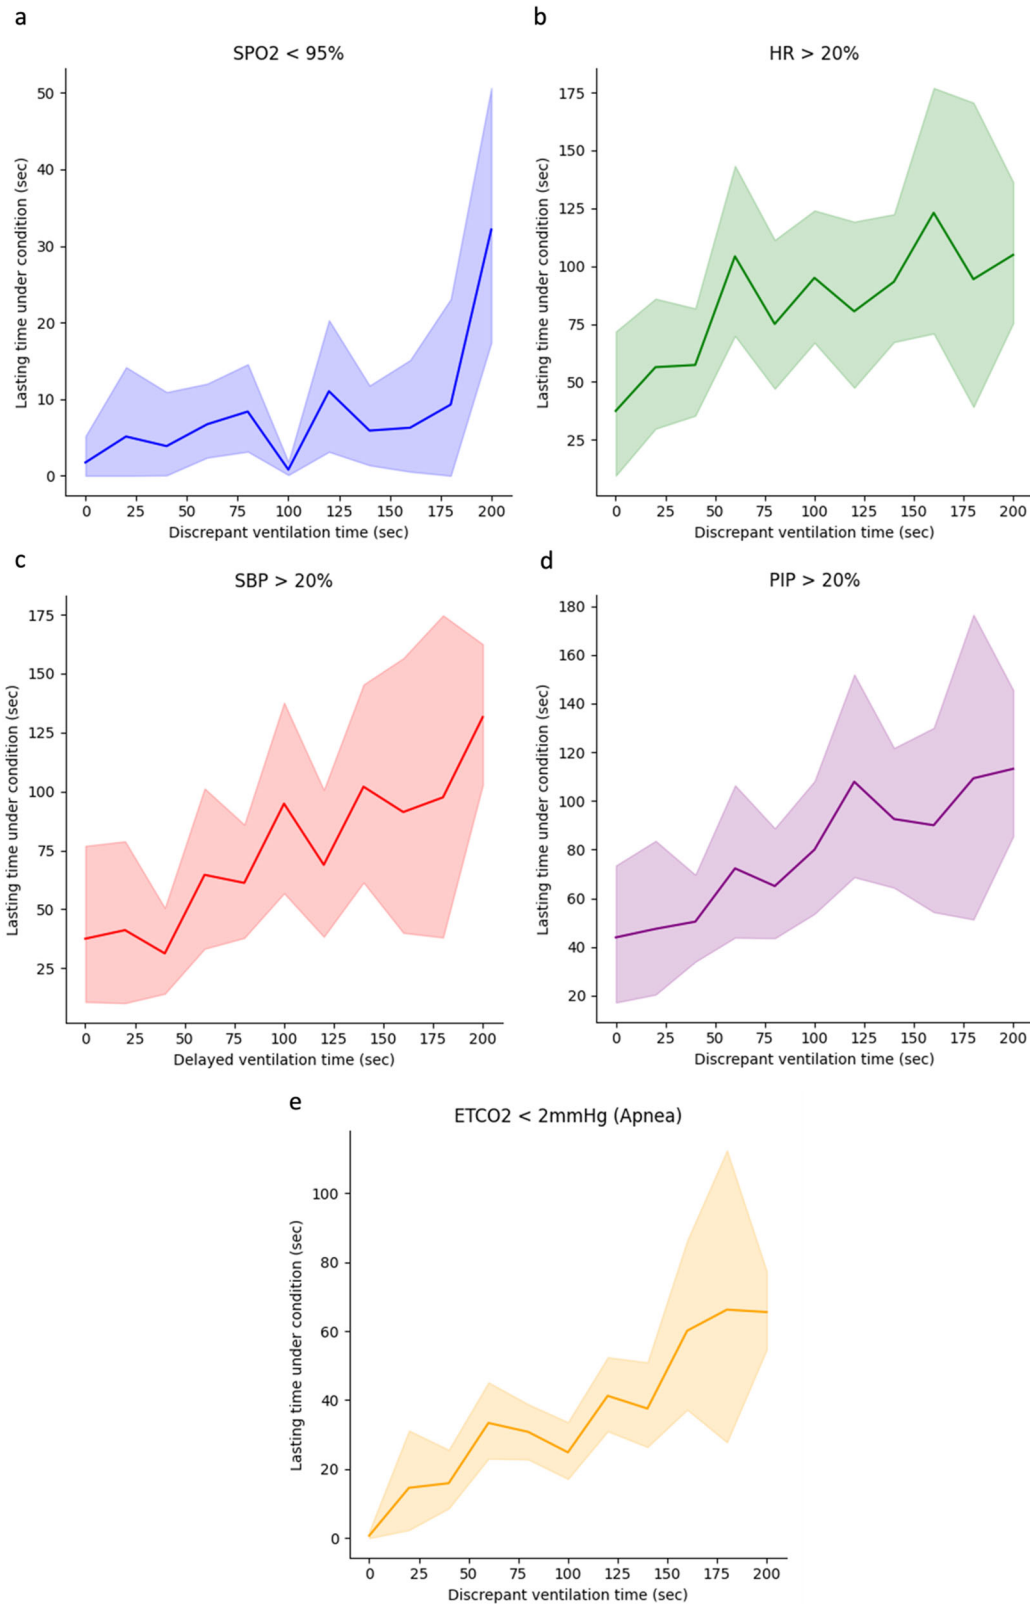 a
SPO2 < 95%
Lasting time under condition (sec)
50
40
30
20
10
0
0 25 50 75 100 125 150 175 200
Discrepant ventilation time (sec)
b
HR > 20%
Lasting time under condition (sec)
175
150
125
100
75
50
25
0 25 50 75 100 125 150 175 200
Discrepant ventilation time (sec)
c
SBP > 20%
Lasting time under condition (sec)
175
150
125
100
75
50
25
0 25 50 75 100 125 150 175 200
Delayed ventilation time (sec)
d
PIP > 20%
Lasting time under condition (sec)
180
160
140
120
100
80
60
40
20
0 25 50 75 100 125 150 175 200
Discrepant ventilation time (sec)
e
ETCO2 < 2mmHg (Apnea)
Lasting time under condition (sec)
100
80
60
40
20
0
0 25 50 75 100 125 150 175 200
Discrepant ventilation time (sec)